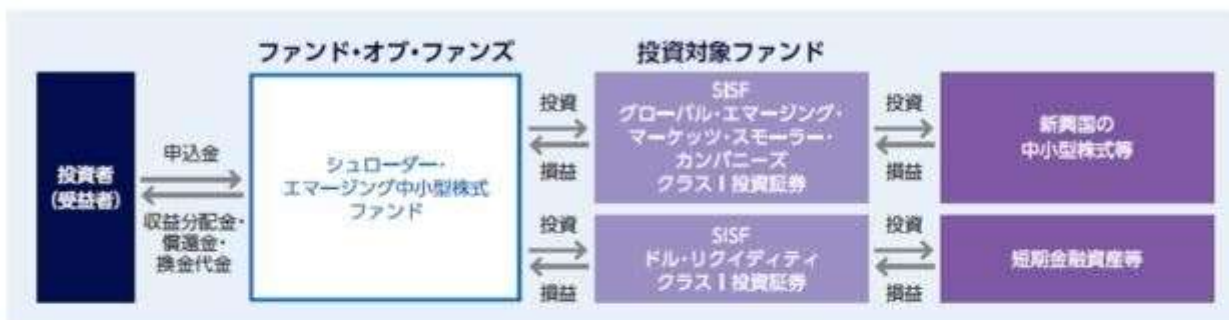 ファンド・オブ・ファンズ
投資対象ファンド
投資者
(受益者)
申込金
収益分配金・
償還金・
換金代金
シュローダー・
エマージング中小型株式
ファンド
投資
損益
SISF
グローバル・エマージング・
マーケッツ・スモーラー・
カンパニーズ
クラスI投資証券
投資
損益
新興国の
中小型株式等
投資
損益
SISF
ドル・リクイディティ
クラスI投資証券
投資
損益
短期金融資産等